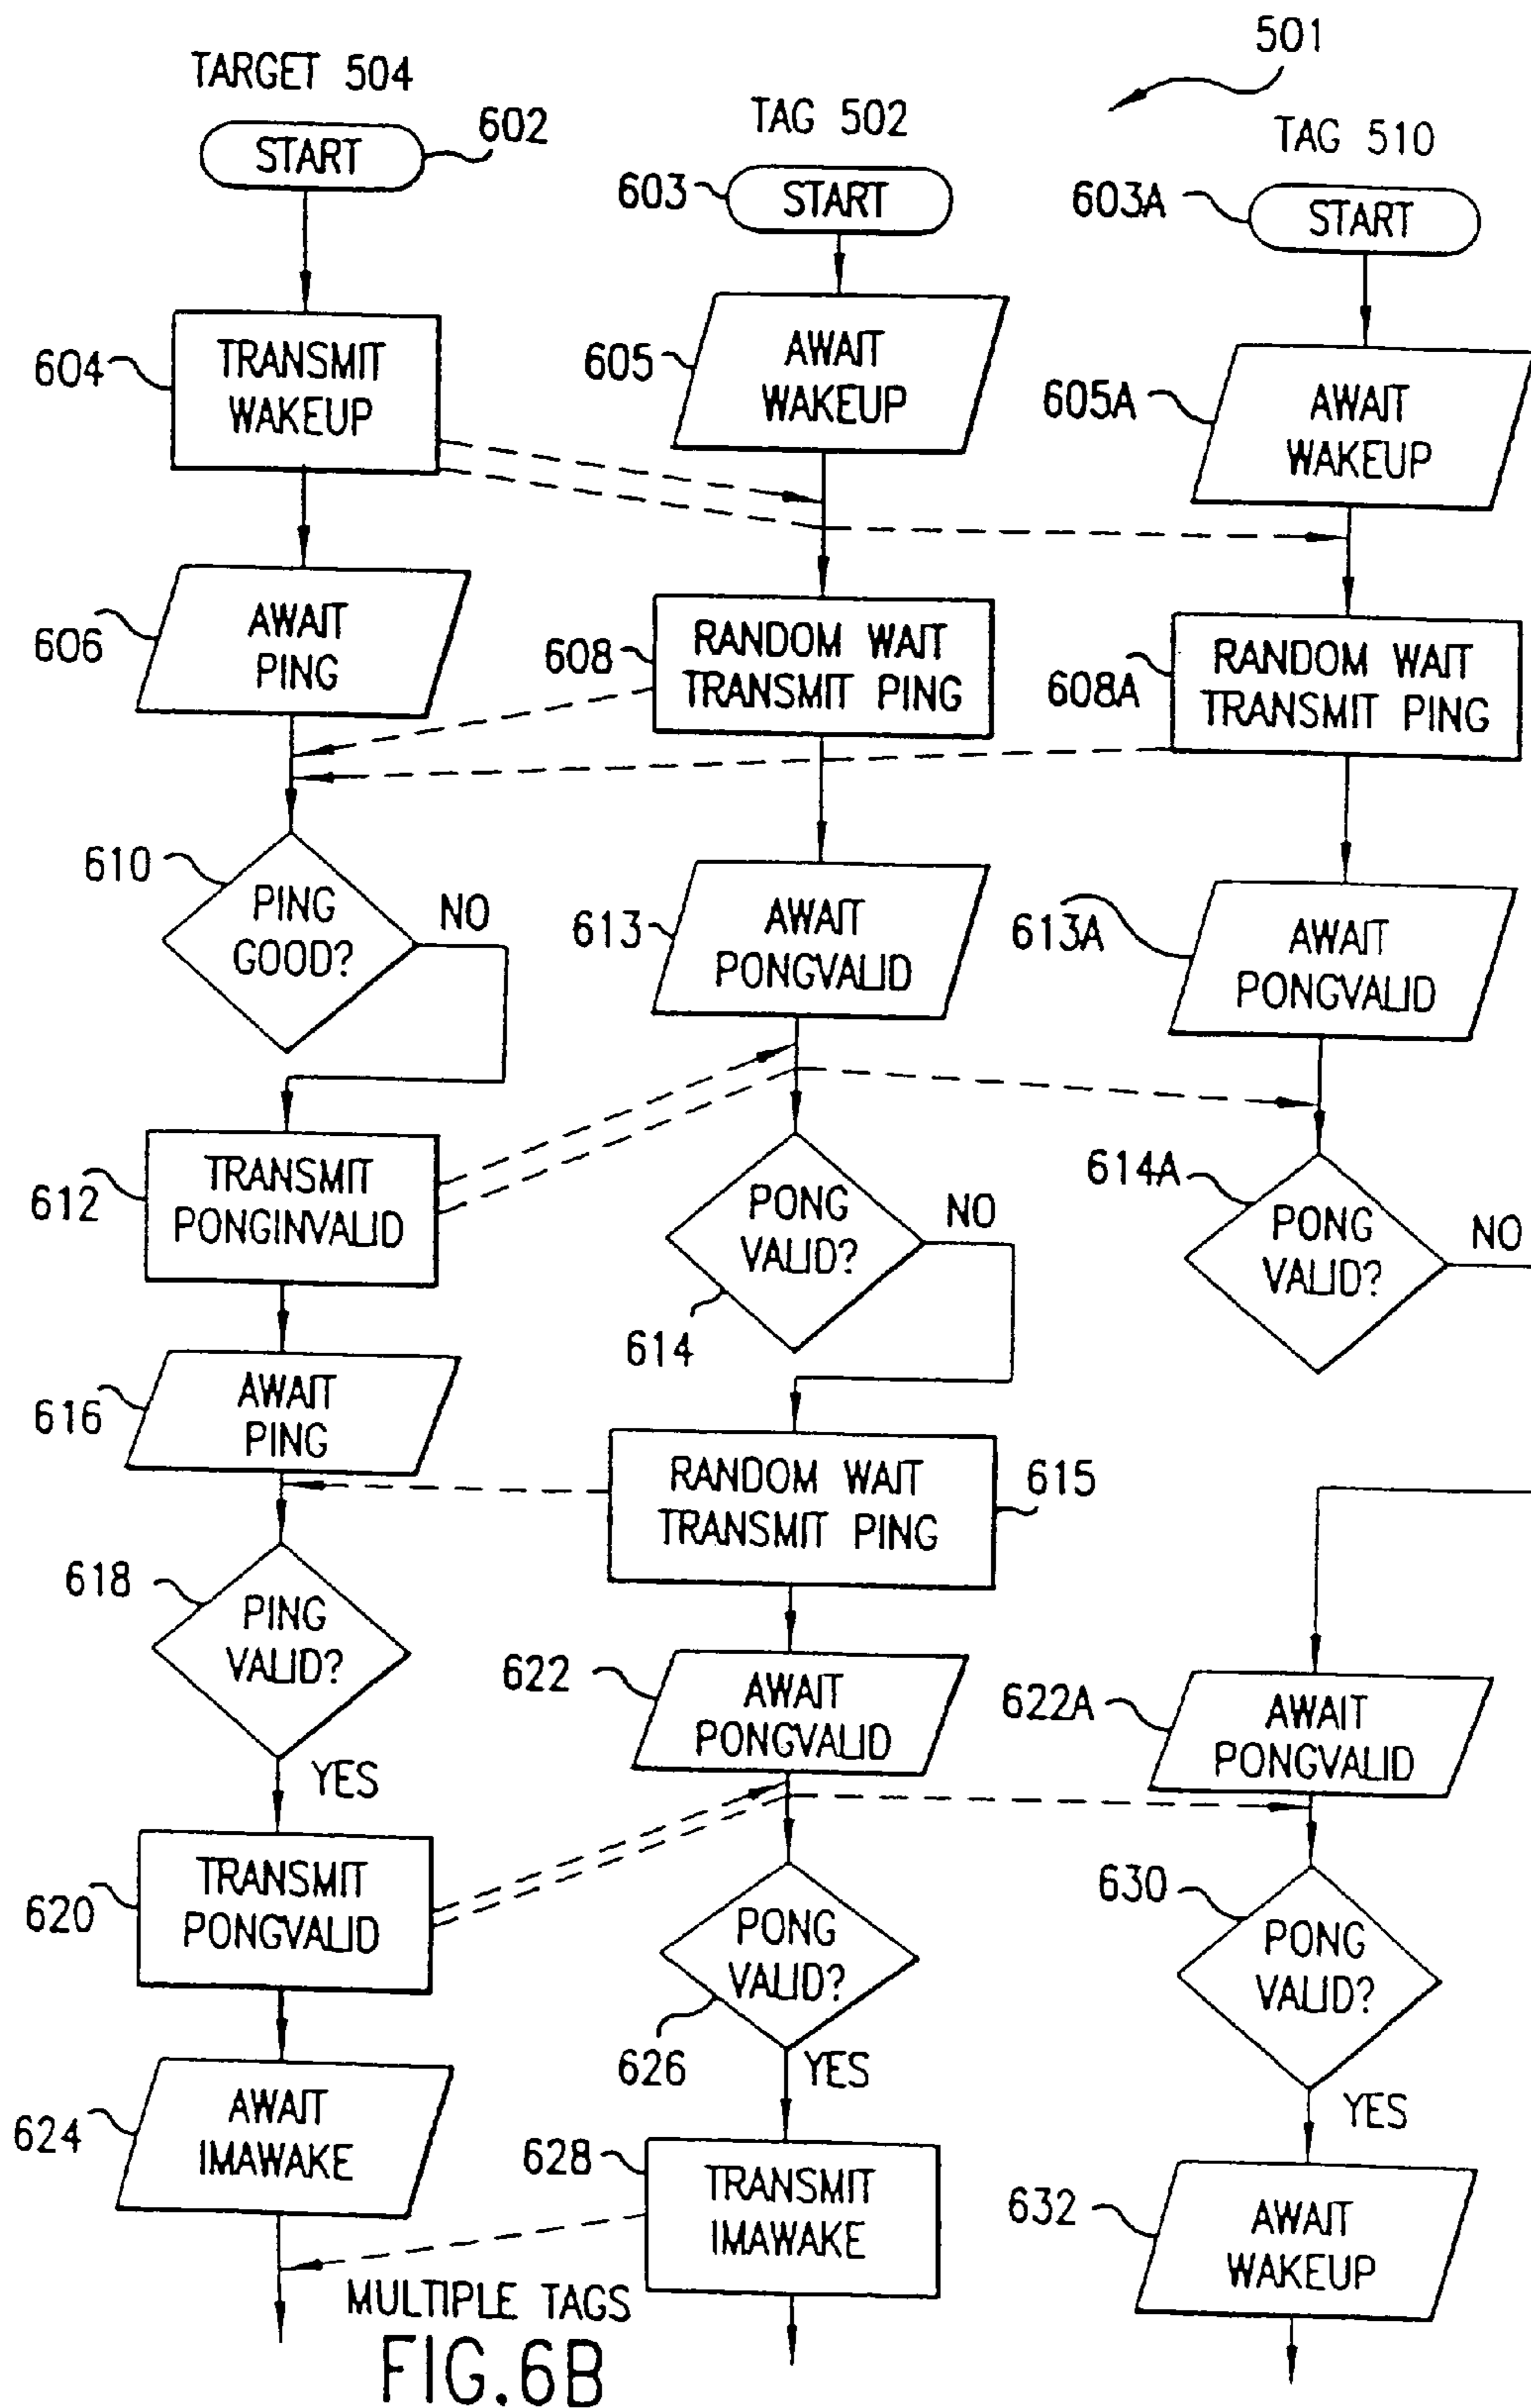 501
TARGET 504
TAG 502
TAG 510
START
602
603
START
603A
START
604
TRANSMIT
WAKEUP
605
AWAIT
WAKEUP
605A
AWAIT
WAKEUP
606
AWAIT
PING
608
RANDOM WAIT
TRANSMIT PING
608A
RANDOM WAIT
TRANSMIT PING
610
PING
GOOD?
NO
613
AWAIT
PONGVALID
613A
AWAIT
PONGVALID
612
TRANSMIT
PONGINVALID
PONG
VALID?
NO
614
614A
PONG
VALID?
NO
616
AWAIT
PING
RANDOM WAIT
TRANSMIT PING
615
618
PING
VALID?
YES
622
AWAIT
PONGVALID
622A
AWAIT
PONGVALID
620
TRANSMIT
PONGVALID
PONG
VALID?
626
YES
630
PONG
VALID?
YES
624
AWAIT
IMAWAKE
628
TRANSMIT
IMAWAKE
632
AWAIT
WAKEUP
MULTIPLE TAGS
FIG.6B